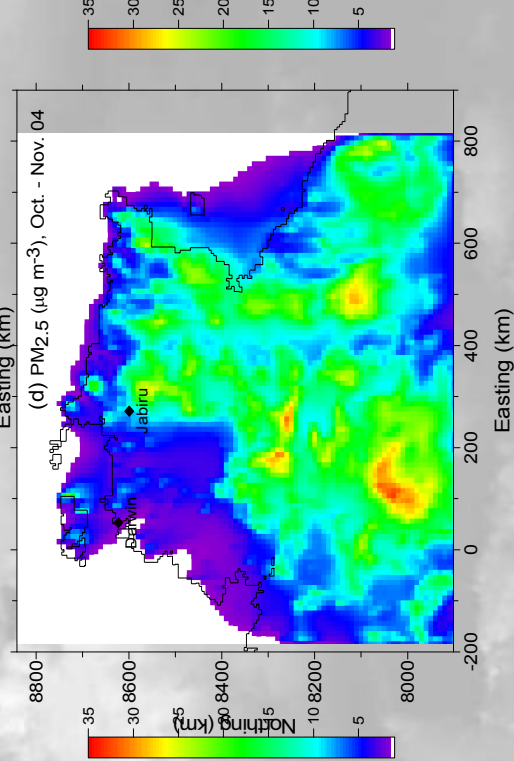 35 30 25 20 15 10 5
Easting (km)
(d) PM2.5 (μg m-3), Oct. - Nov. 04
Jabiru
Darwin
8800 8600 8400 8200 8000
-200 0 200 400 600 800
Northing (km)
Easting (km)
35 30 25 20 15 10 5